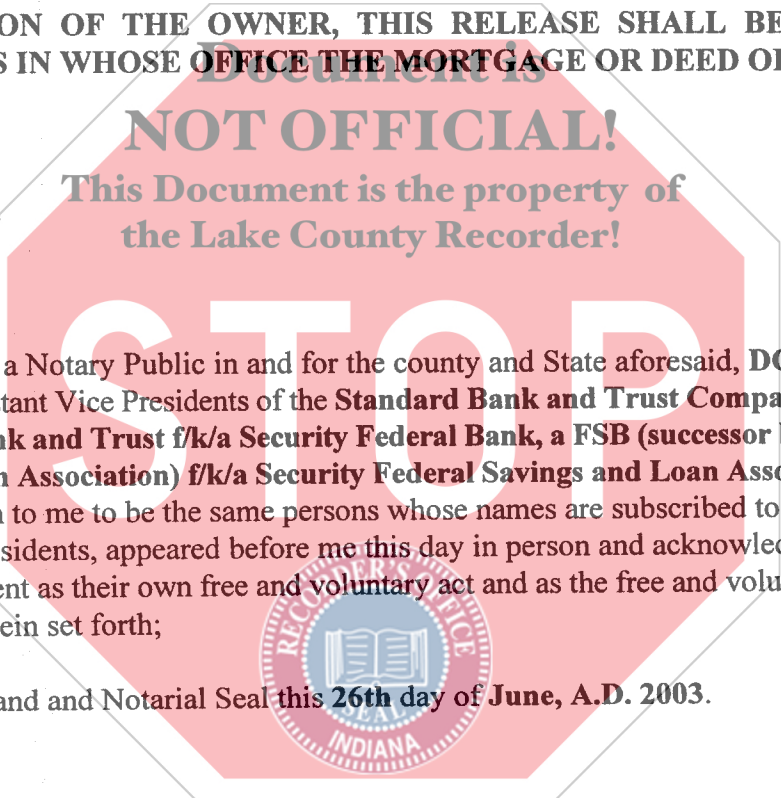 ON OF THE OWNER, THIS RELEASE SHALL BE
S IN WHOSE OFFICE THE MORTGAGE OR DEED OF
Document is
NOT OFFICIAL!
This Document is the property of
the Lake County Recorder!
STOP
a Notary Public in and for the county and State aforesaid, DO
tant Vice Presidents of the Standard Bank and Trust Compa
nk and Trust f/k/a Security Federal Bank, a FSB (successor
n Association) f/k/a Security Federal Savings and Loan Asso
n to me to be the same persons whose names are subscribed to
sidents, appeared before me this day in person and acknowled
ent as their own free and voluntary act and as the free and volu
ein set forth;
and and Notarial Seal this 26th day of June, A.D. 2003.
RECORDER'S OFFICE
SEAL
INDIANA